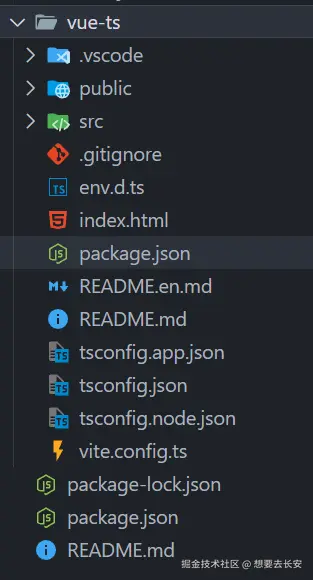 vue-ts
.vscode
public
src
.gitignore
env.d.ts
index.html
package.json
README.en.md
README.md
tsconfig.app.json
tsconfig.json
tsconfig.node.json
vite.config.ts
package-lock.json
package.json
README.md
掘金技术社区 @ 想要去长安